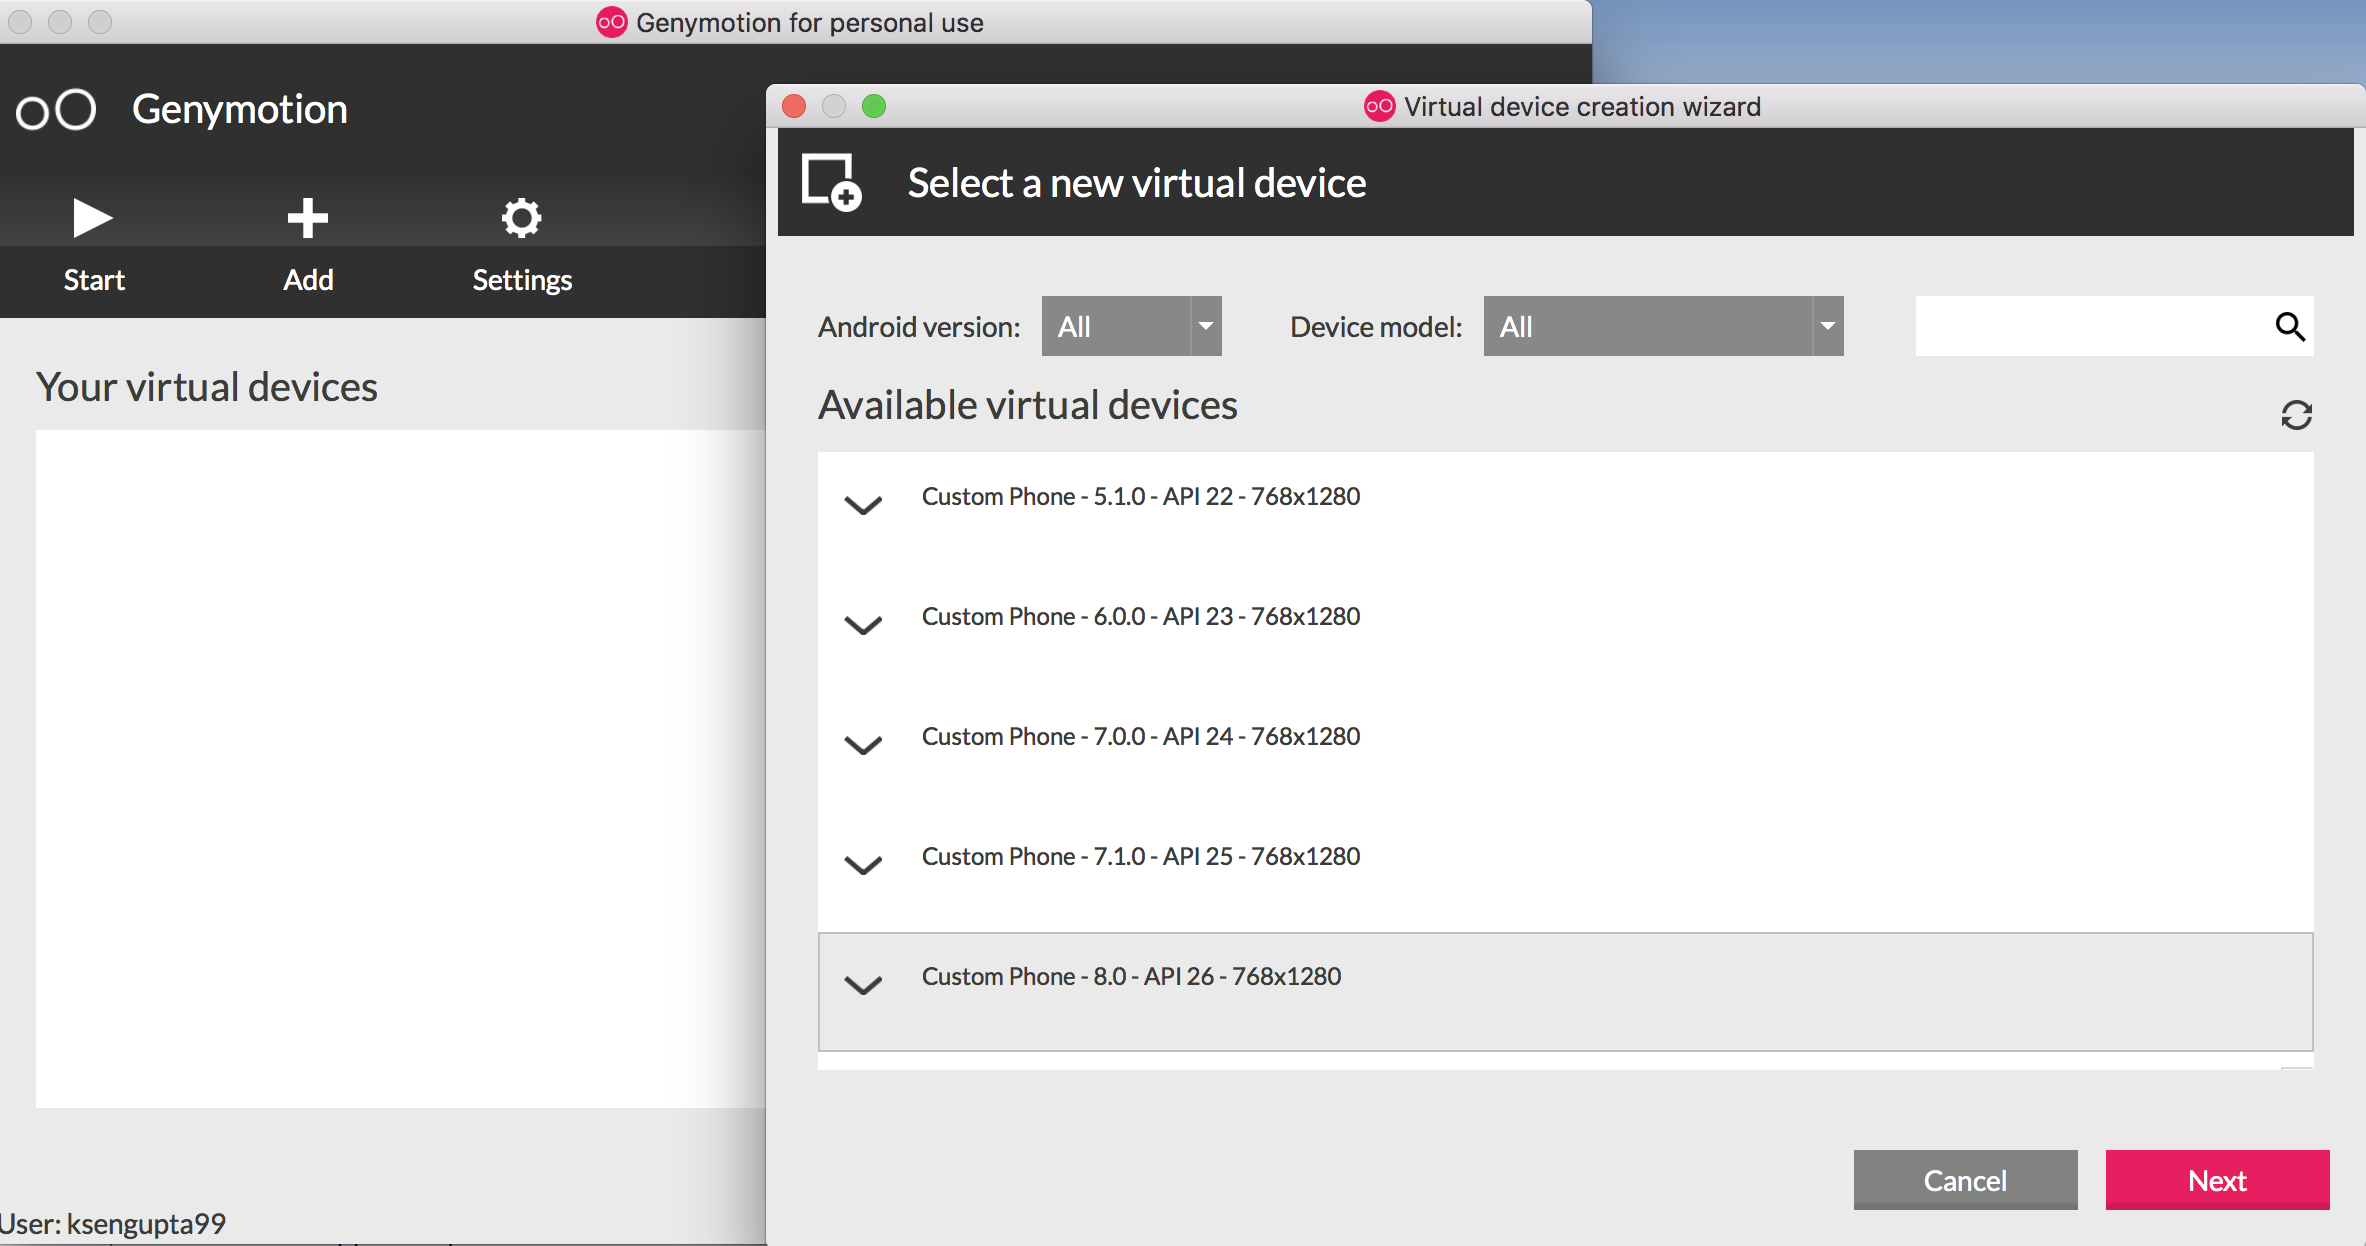 Genymotion for personal use
Genymotion
Start
Add
Settings
Your virtual devices
User: ksengupta99
Virtual device creation wizard
Select a new virtual device
Android version: All
Device model: All
Available virtual devices
Custom Phone - 5.1.0 - API 22 - 768x1280
Custom Phone - 6.0.0 - API 23 - 768x1280
Custom Phone - 7.0.0 - API 24 - 768x1280
Custom Phone - 7.1.0 - API 25 - 768x1280
Custom Phone - 8.0 - API 26 - 768x1280
Cancel
Next